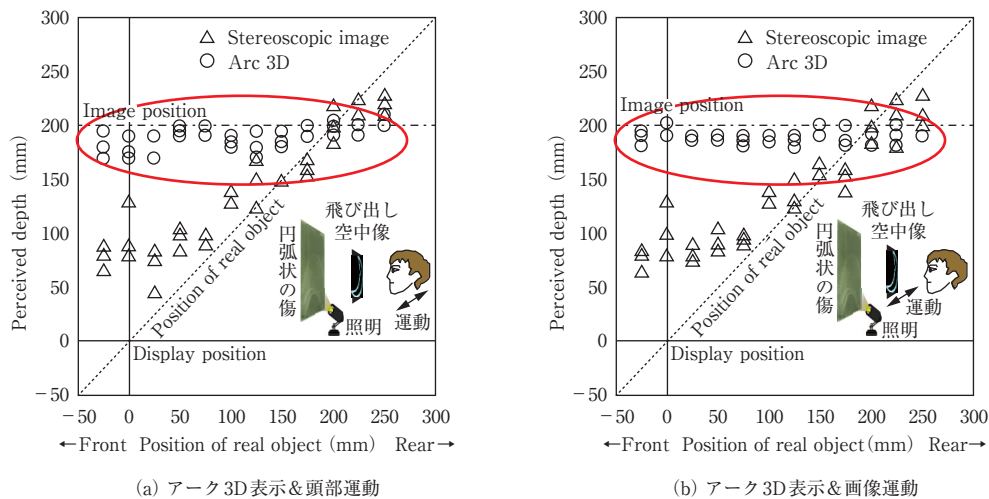 300
250
200
150
100
50
0
−50
Perceived depth (mm)
△ Stereoscopic image
○ Arc 3D
Image position
Position of real object
Display position
円弧状の傷
飛び出し
空中像
運動
照明
−50 0 50 100 150 200 250 300
←Front Position of real object (mm) Rear→
(a) アーク3D表示&頭部運動
300
250
200
150
100
50
0
−50
Perceived depth (mm)
△ Stereoscopic image
○ Arc 3D
Image position
Position of real object
Display position
円弧状の傷
飛び出し
空中像
運動
照明
−50 0 50 100 150 200 250 300
←Front Position of real object(mm) Rear→
(b) アーク3D表示&画像運動